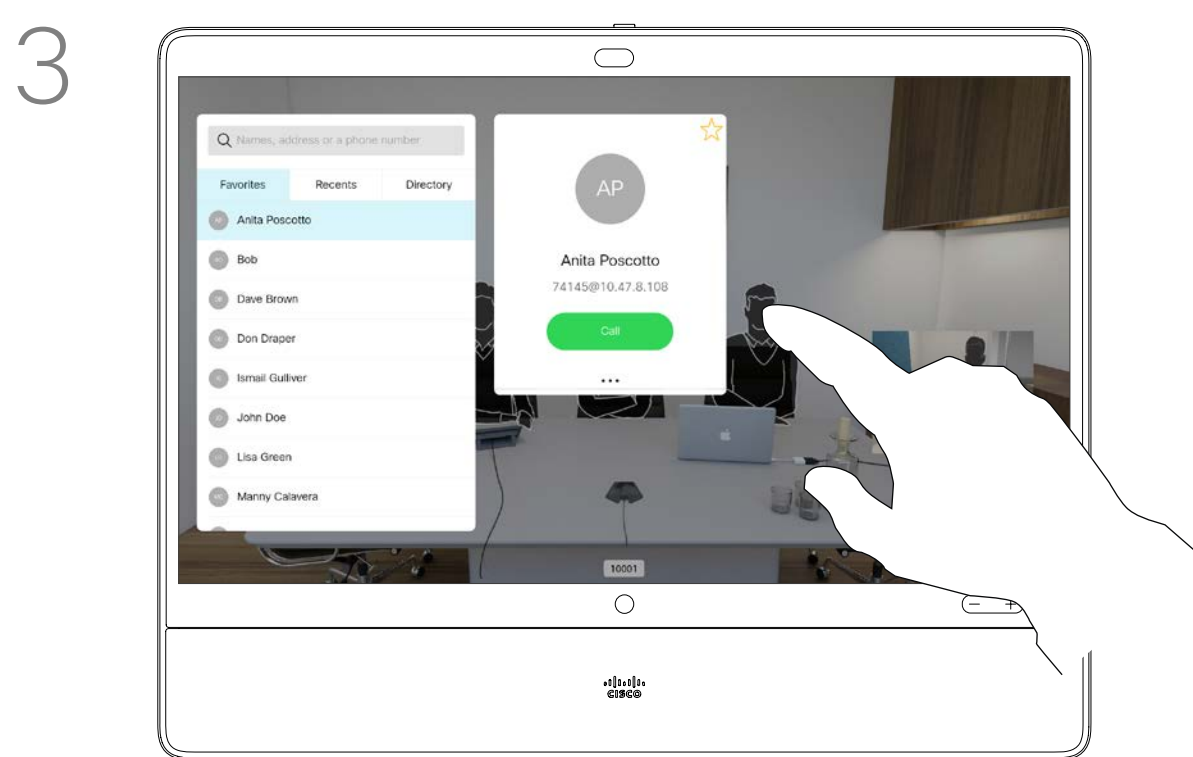 3
Names, address or a phone number
Favorites Recents Directory
Anita Poscotto
Bob
Dave Brown
Don Draper
Ismail Gulliver
John Doe
Lisa Green
Manny Calavera
AP
Anita Poscotto
74145@10.47.8.108
Call
10001
- +
CISCO